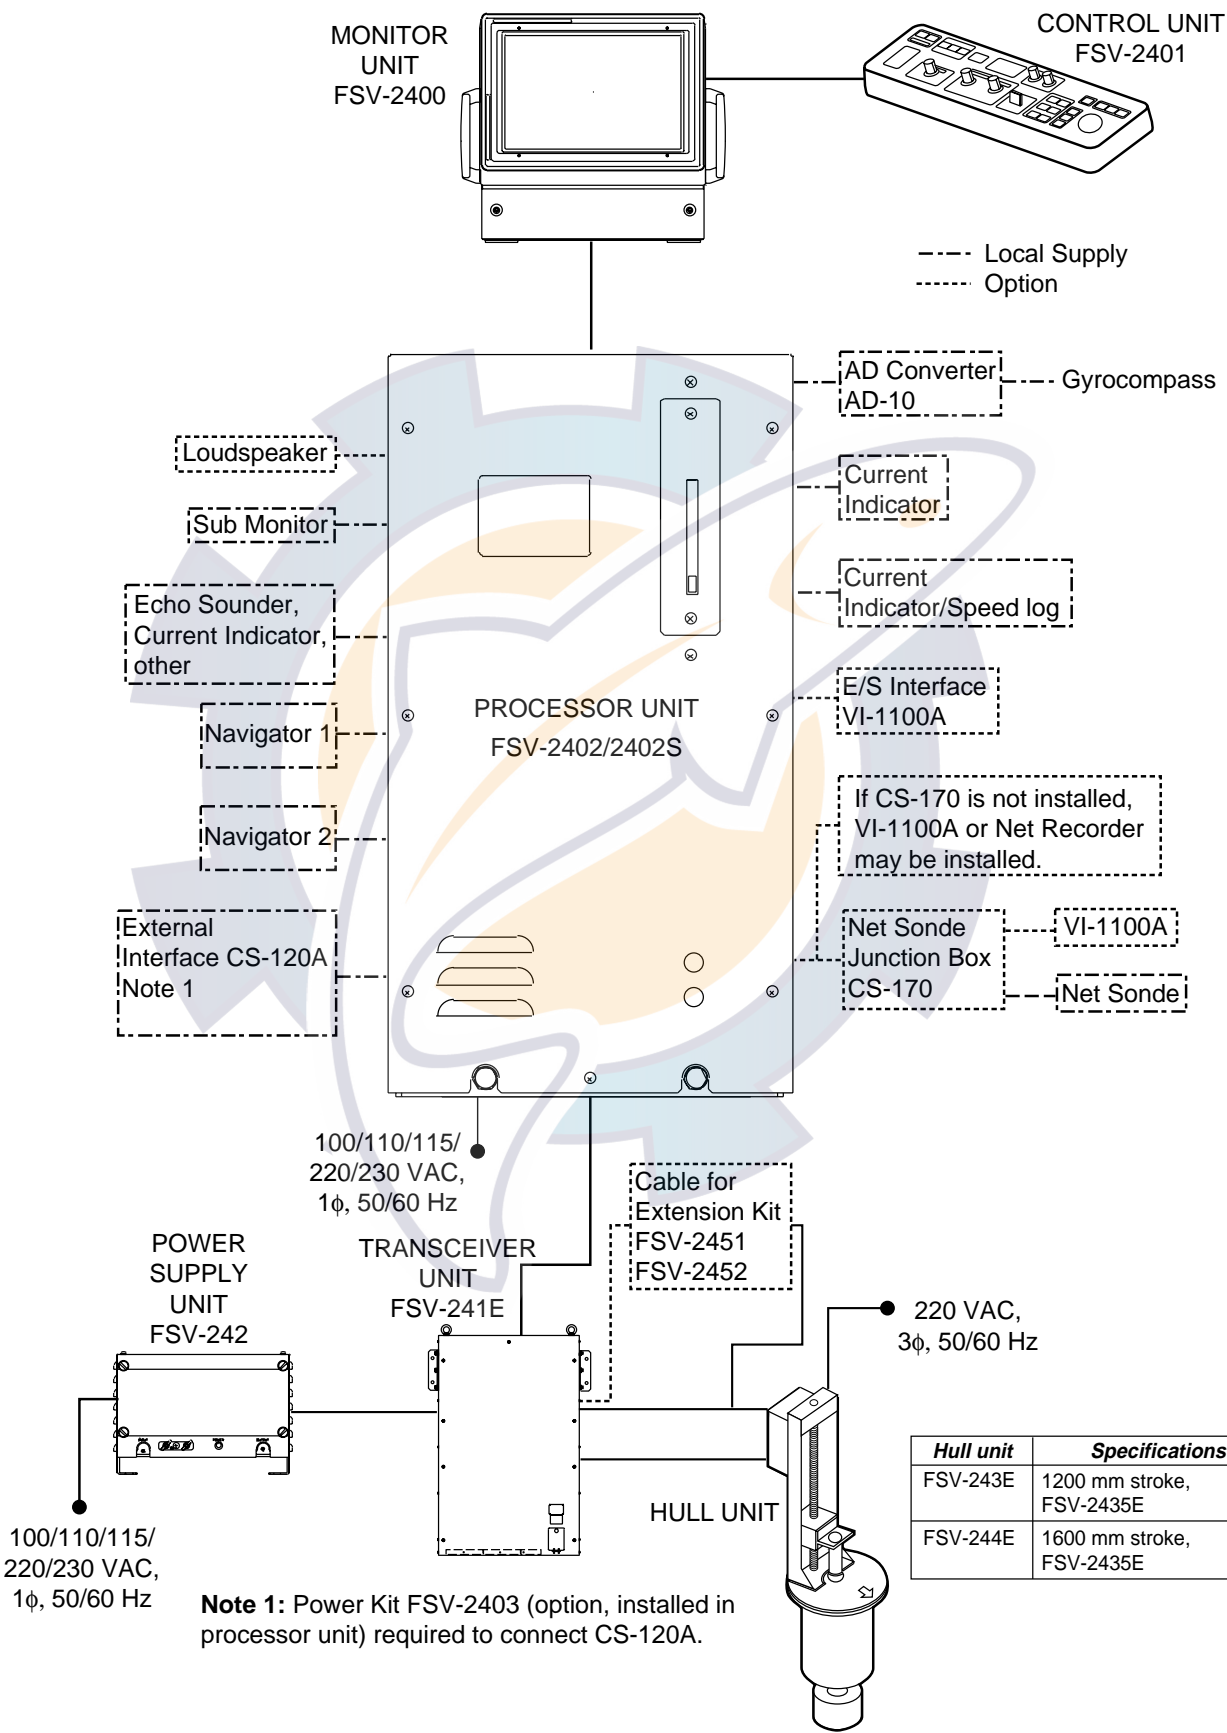 MONITOR
UNIT
FSV-2400
CONTROL UNIT
FSV-2401
Local Supply
Option
AD Converter
AD-10
Gyrocompass
Loudspeaker
Current
Indicator
Sub Monitor
Echo Sounder,
Current Indicator,
other
Current
Indicator/Speed log
Navigator 1
PROCESSOR UNIT
FSV-2402/2402S
E/S Interface
VI-1100A
Navigator 2
If CS-170 is not installed,
VI-1100A or Net Recorder
may be installed.
External
Interface CS-120A
Note 1
Net Sonde
Junction Box
CS-170
VI-1100A
Net Sonde
100/110/115/
220/230 VAC,
1ϕ, 50/60 Hz
Cable for
Extension Kit
FSV-2451
FSV-2452
POWER
SUPPLY
UNIT
FSV-242
TRANSCEIVER
UNIT
FSV-241E
220 VAC,
3ϕ, 50/60 Hz
HULL UNIT
Hull unit Specifications
FSV-243E 1200 mm stroke,
FSV-2435E
FSV-244E 1600 mm stroke,
FSV-2435E
100/110/115/
220/230 VAC,
1ϕ, 50/60 Hz
Note 1: Power Kit FSV-2403 (option, installed in
processor unit) required to connect CS-120A.